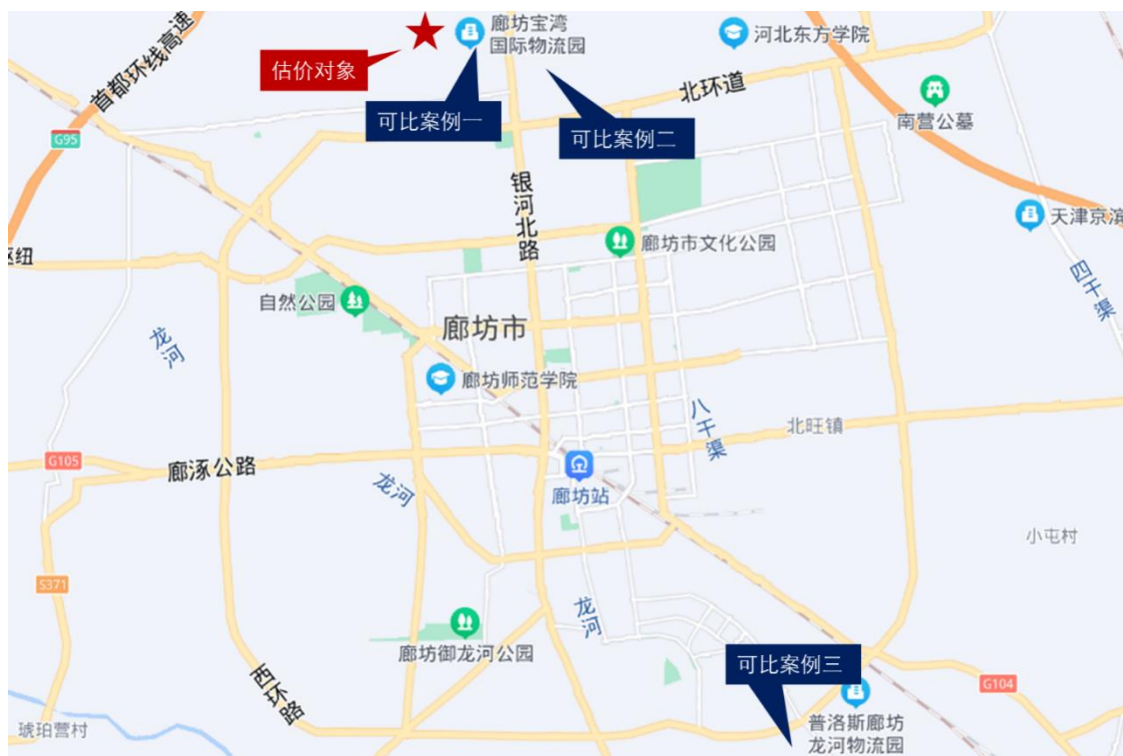 首都环线高速
G95
估价对象
廊坊宝湾
国际物流园
可比案例一
可比案例二
河北东方学院
北环道
南营公墓
天津京滨
四干渠
银河北路
廊坊市文化公园
枢纽
自然公园
龙河
廊坊市
廊坊师范学院
八干渠
北旺镇
G105
廊涿公路
龙河
廊坊站
小屯村
S371
龙河
廊坊御龙河公园
可比案例三
G104
西环路
普洛斯廊坊
龙河物流园
琥珀营村